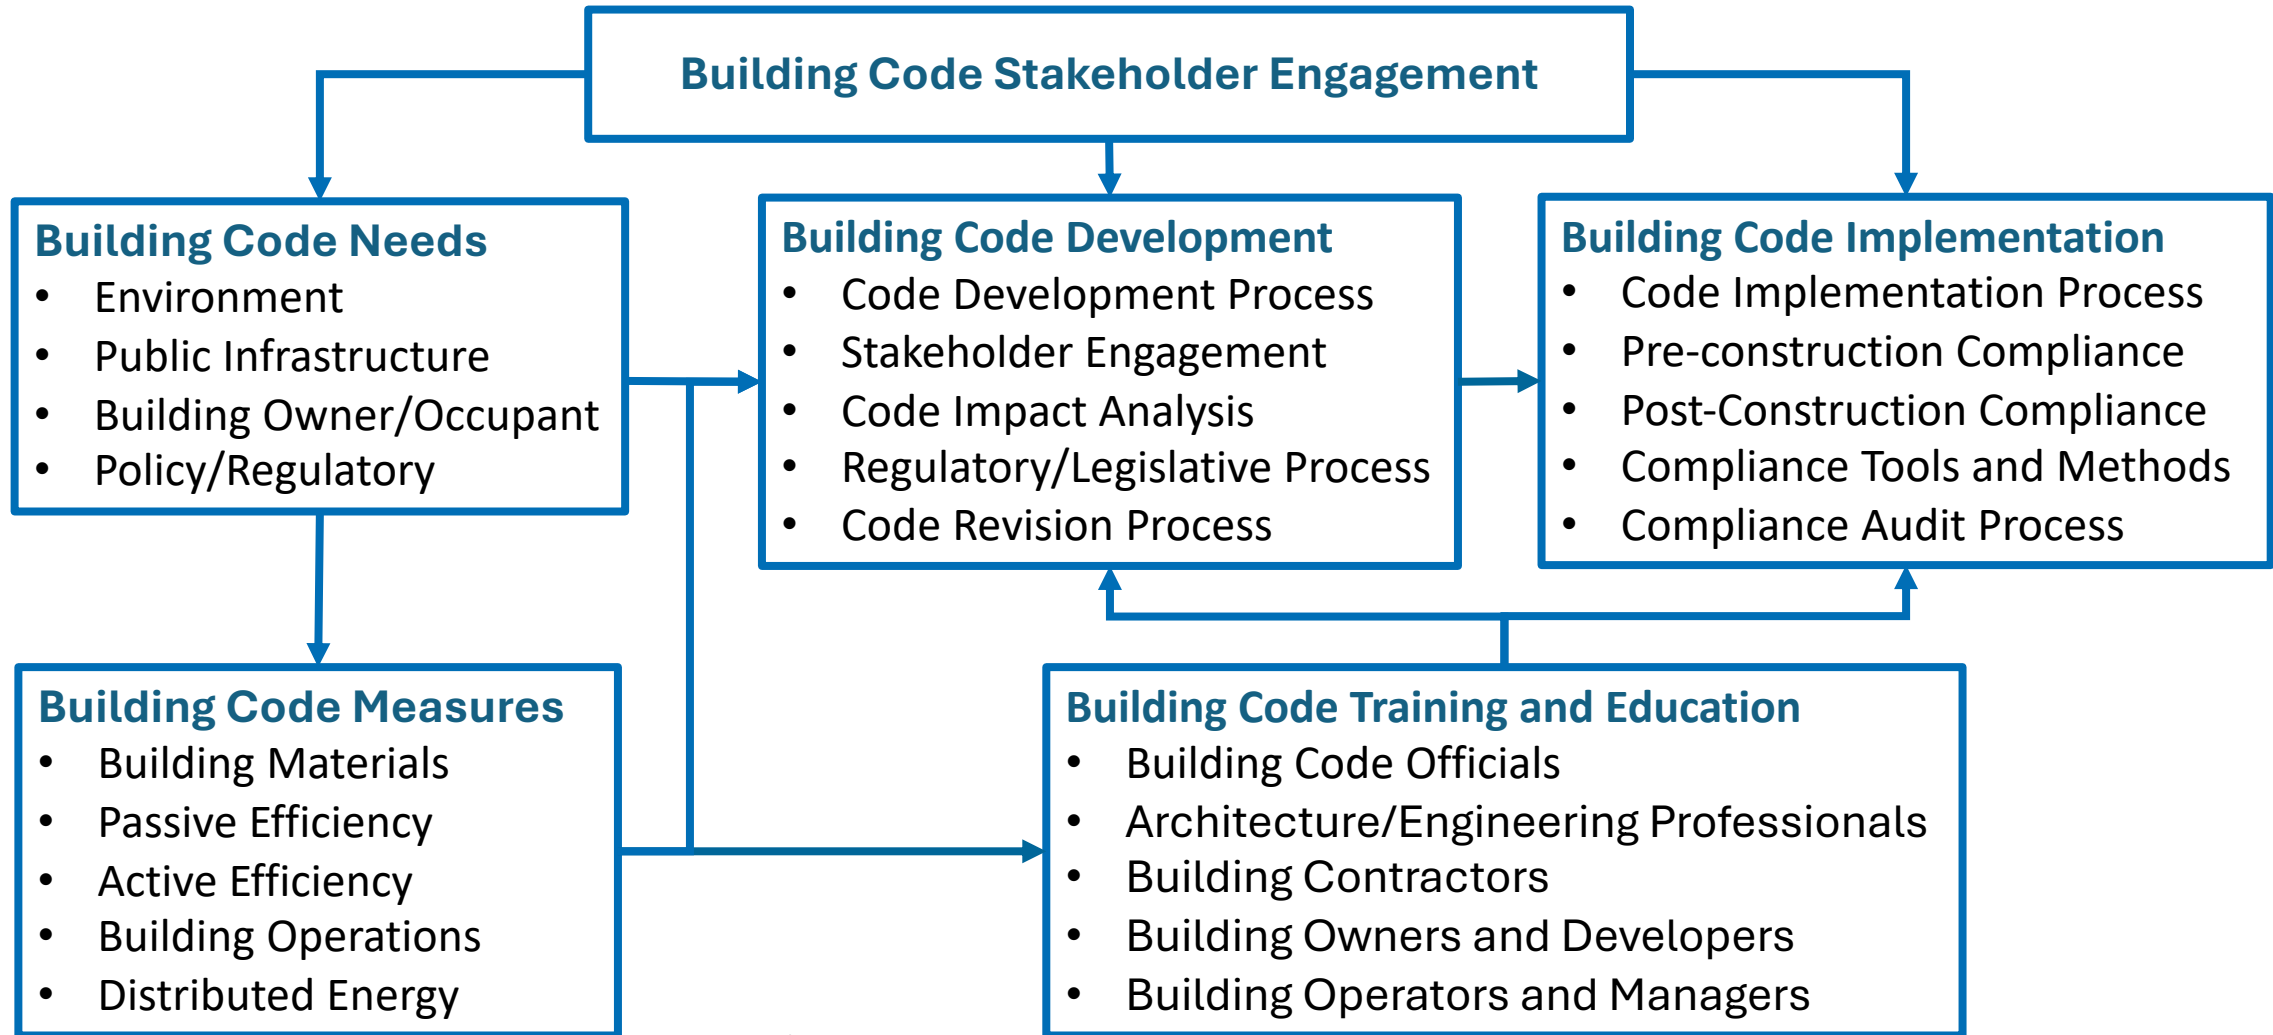 Building Code Stakeholder Engagement
Building Code Needs
• Environment
• Public Infrastructure
• Building Owner/Occupant
• Policy/Regulatory
Building Code Development
• Code Development Process
• Stakeholder Engagement
• Code Impact Analysis
• Regulatory/Legislative Process
• Code Revision Process
Building Code Implementation
• Code Implementation Process
• Pre-construction Compliance
• Post-Construction Compliance
• Compliance Tools and Methods
• Compliance Audit Process
Building Code Measures
• Building Materials
• Passive Efficiency
• Active Efficiency
• Building Operations
• Distributed Energy
Building Code Training and Education
• Building Code Officials
• Architecture/Engineering Professionals
• Building Contractors
• Building Owners and Developers
• Building Operators and Managers